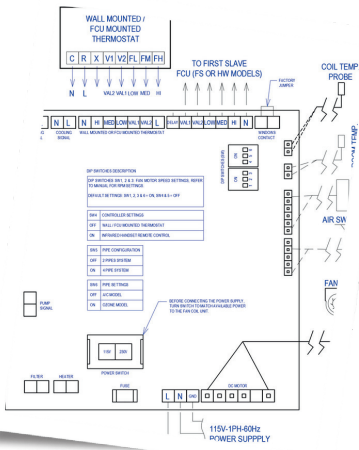 WALL MOUNTED /
FCU MOUNTED
THERMOSTAT
C R X V1 V2 FL FM FH
N L VAL2 VAL1 LOW MED HI
TO FIRST SLAVE
FCU (FS OR HW MODELS)
FACTORY
JUMPER
COIL TEMP
PROBE
N L N HI MED LOW VAL1 VAL2 L RELAY VAL1 VAL2 LOW MED HI N
COOLING
SIGNAL
WALL MOUNTED OR FCU MOUNTED THERMOSTAT
WINDOWS
CONTACT
ON
ON
AIR SW
FAN
DIP SWITCHES DESCRIPTION
DIP SWITCHES: SW1, 2 & 3: FAN MOTOR SPEED SETTINGS, REFER
TO MANUAL FOR RPM SETTINGS
DEFAULT SETTINGS: SW1, 2, 3 & 4 = ON, SW4 & 5 = OFF
SW4 CONTROLLER SETTINGS
OFF WALL / FCU MOUNTED THERMOSTAT
ON INFRARED HANDSET REMOTE CONTROL
SW5 PIPE CONFIGURATION
OFF 2 PIPES SYSTEM
ON 4 PIPE SYSTEM
SW6 PIPE SETTINGS
OFF A/C MODEL
ON OZONE MODEL
PUMP
SIGNAL
BEFORE CONNECTING THE POWER SUPPLY,
TURN SWITCH TO MATCH AVAILABLE POWER
TO THE FAN COIL UNIT.
115V 230V
POWER SWITCH
FILTER HEATER
FUSE
L N GND
DC MOTOR
115V-1PH-60Hz
POWER SUPPPLY